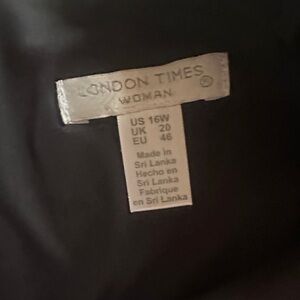 LONDON TIMES ®
WOMAN
US 16W
UK 20
EU 46
Made in
Sri Lanka
Hecho en
Sri Lanka
Fabrique
en Sri Lanka